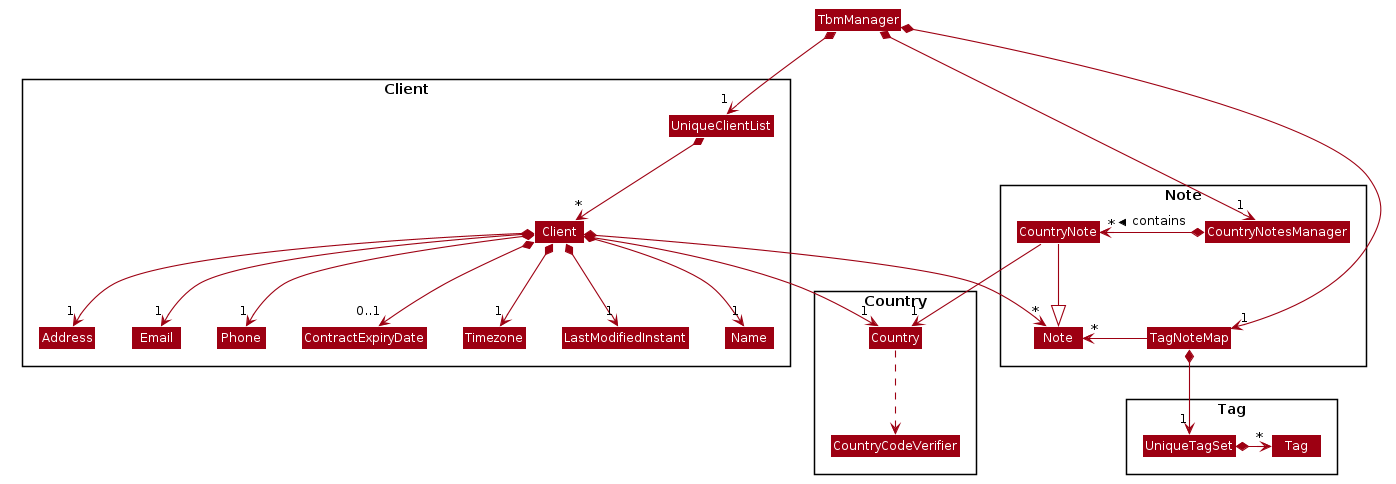 TbmManager
Client
1
UniqueClientList
Note
*
1
* ◄ contains
Client
CountryNote
CountryNotesManager
Country
1
1
1
0..1
1
1
1
1
1
*
1
*
Address
Email
Phone
ContractExpiryDate
Timezone
LastModifiedInstant
Name
Country
Note
TagNoteMap
Tag
1
*
CountryCodeVerifier
UniqueTagSet
Tag